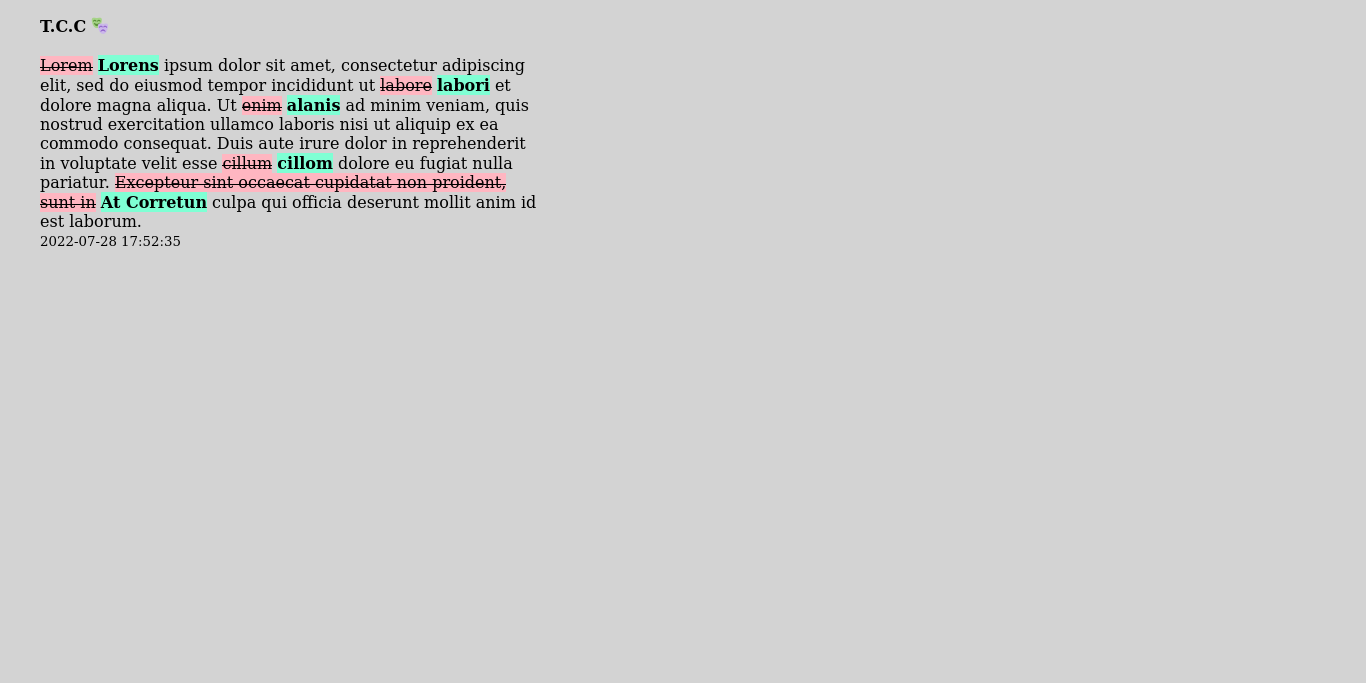 T.C.C 🎭
Lorem Lorens ipsum dolor sit amet, consectetur adipiscing
elit, sed do eiusmod tempor incididunt ut labore labori et
dolore magna aliqua. Ut enim alanis ad minim veniam, quis
nostrud exercitation ullamco laboris nisi ut aliquip ex ea
commodo consequat. Duis aute irure dolor in reprehenderit
in voluptate velit esse cillum cillom dolore eu fugiat nulla
pariatur. Excepteur sint occaecat cupidatat non proident,
sunt in At Corretun culpa qui officia deserunt mollit anim id
est laborum.
2022-07-28 17:52:35